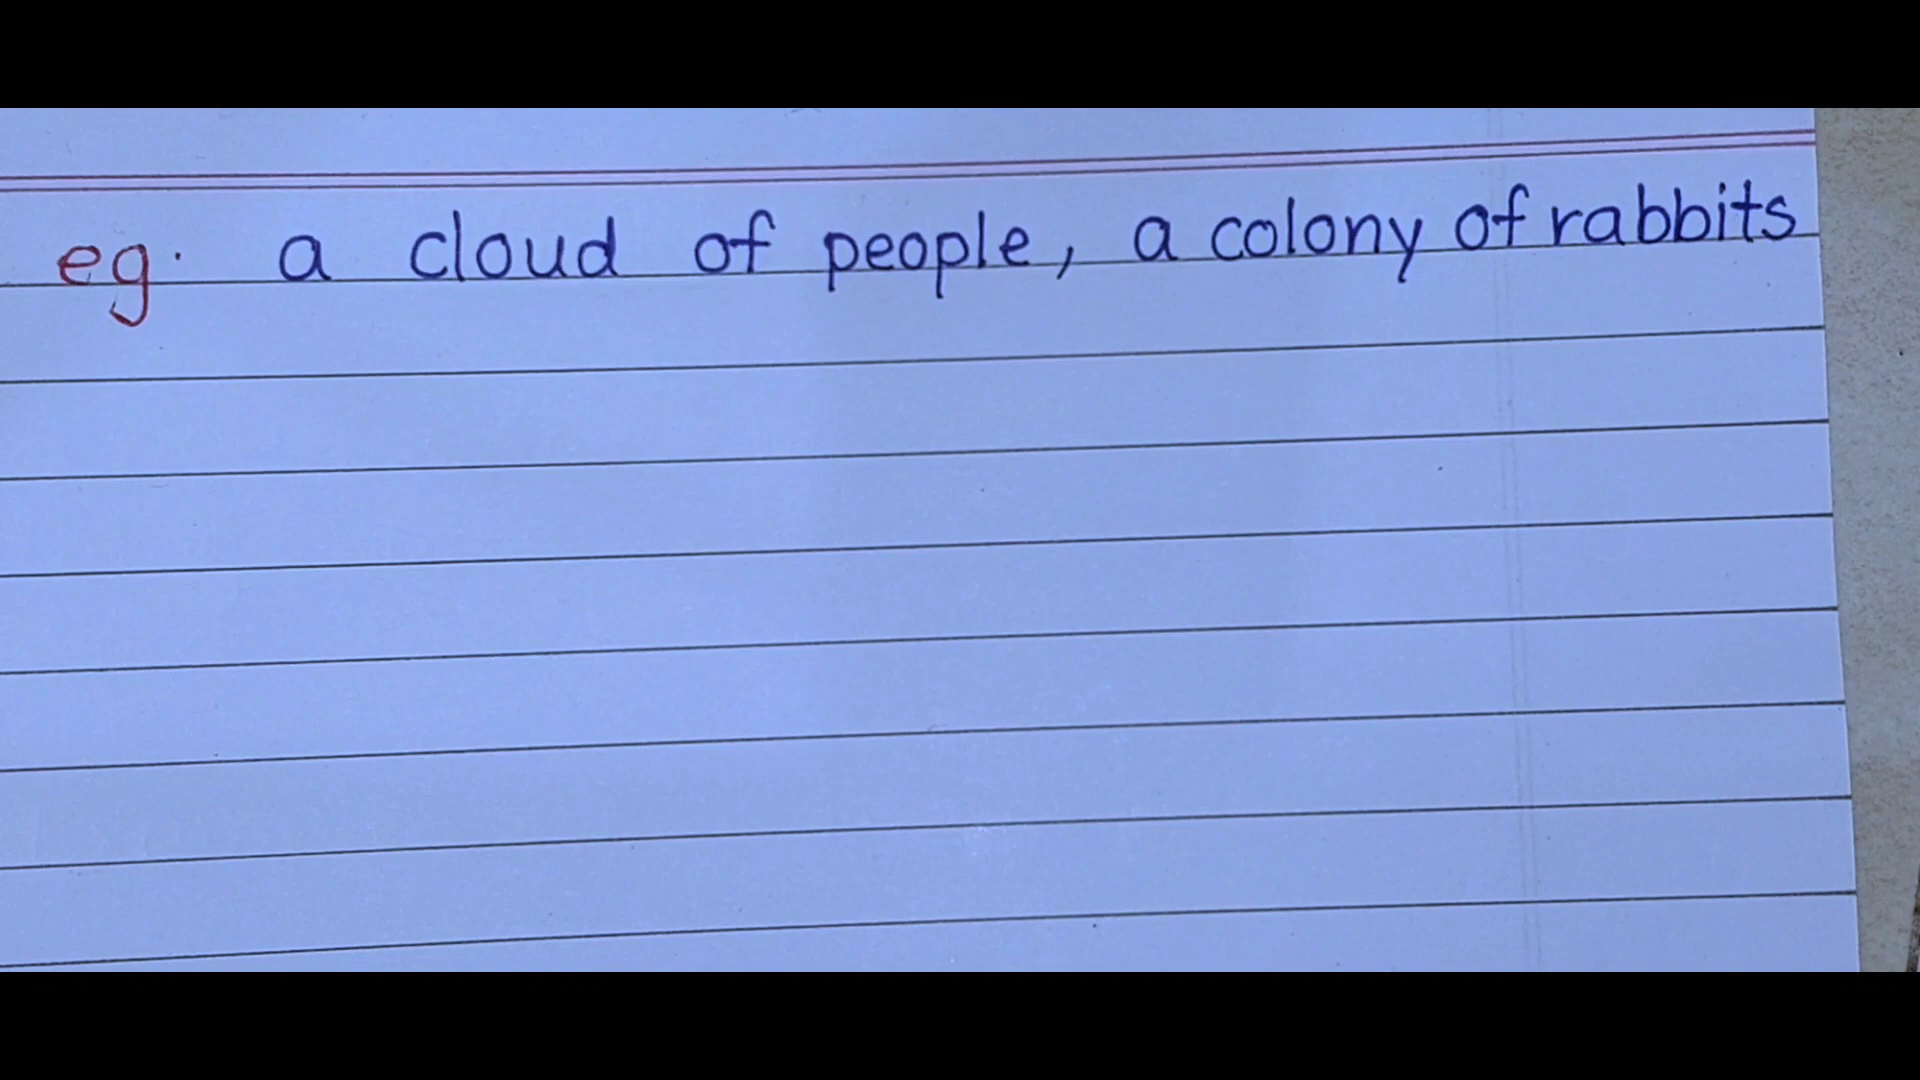 eg. a cloud of people, a colony of rabbits